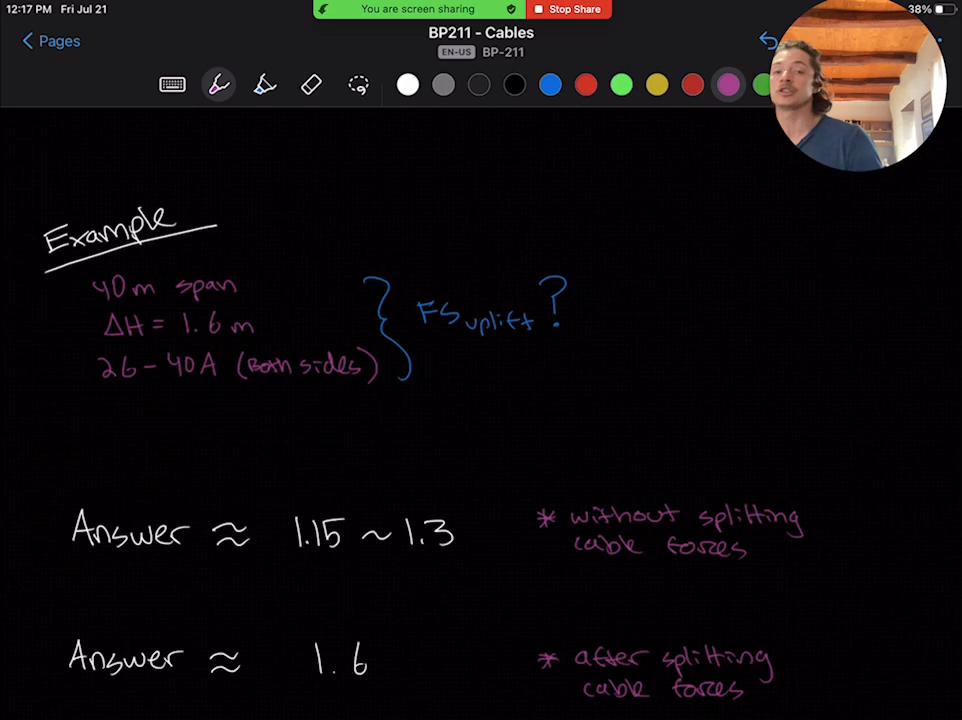 12:17 PM Fri Jul 21
You are screen sharing
Stop Share
38%
Pages
BP211 - Cables
EN-US BP-211
Example
40m span
ΔH = 1.6 m
26-40A (Both sides)
FS uplift ?
Answer ≈ 1.15 ~ 1.3
* without splitting
cable forces
Answer ≈ 1.6
* after splitting
cable forces